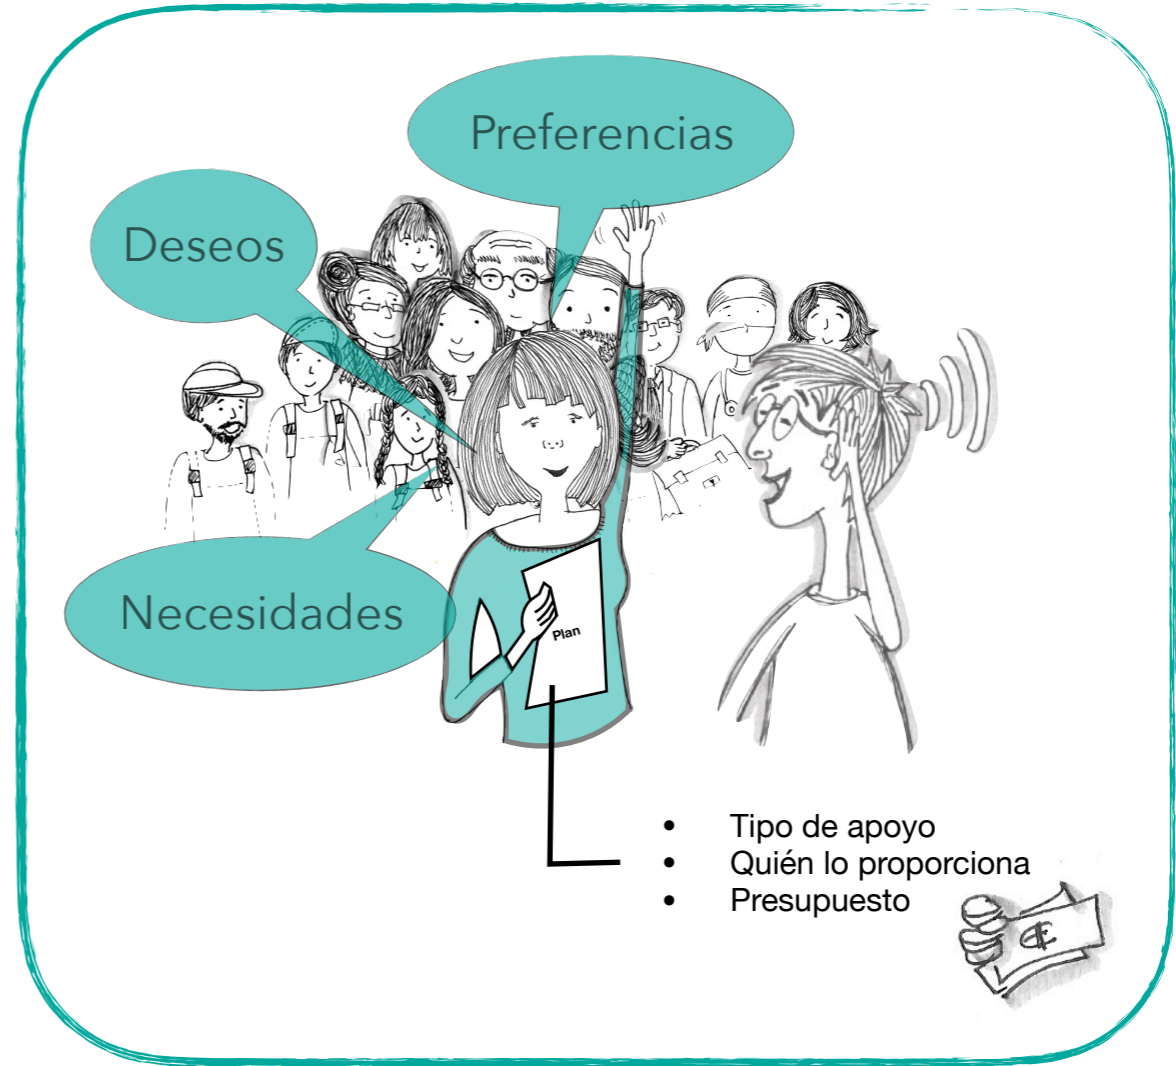 Preferencias
Deseos
Necesidades
Plan
• Tipo de apoyo
• Quién lo proporciona
• Presupuesto
€